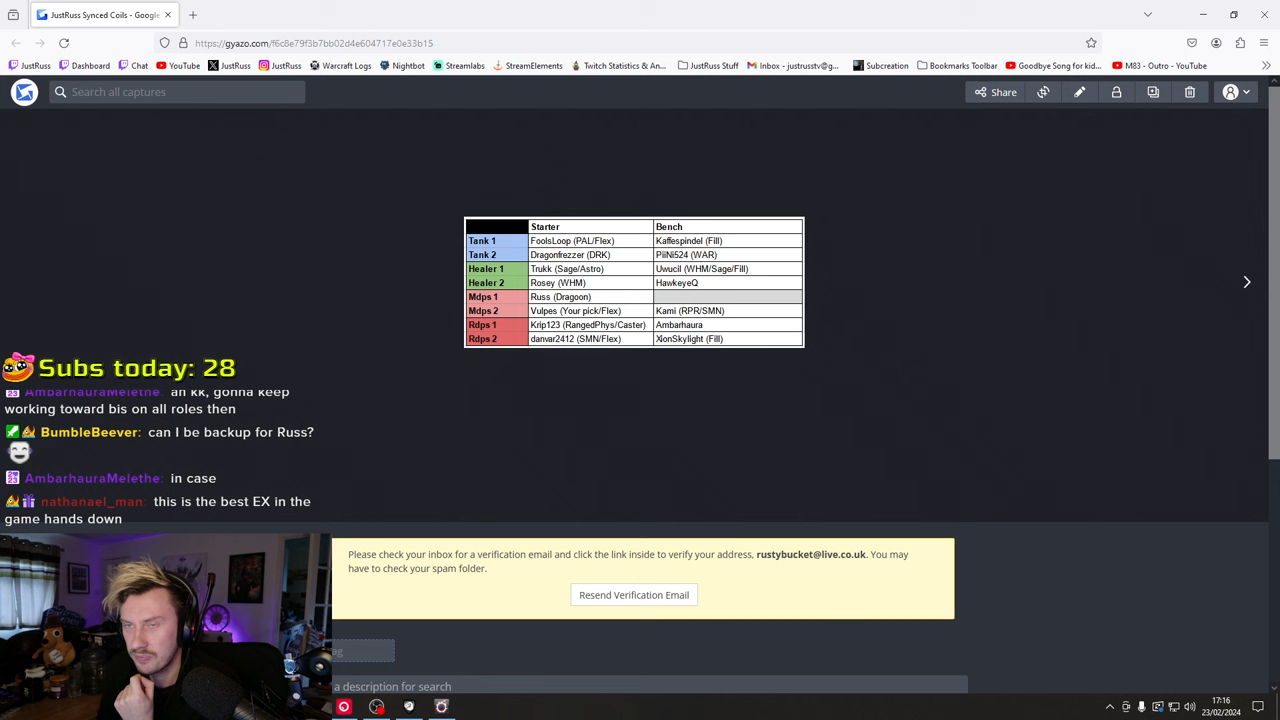 JustRuss Synced Coils - Google
https://gyazo.com/f6c8e79f3b7bb02d4e604717e0e33b15
JustRuss Dashboard Chat YouTube JustRuss JustRuss Warcraft Logs Nightbot Streamlabs StreamElements Twitch Statistics & An... JustRuss Stuff Inbox - justrusstv@g... Subcreation Bookmarks Toolbar Goodbye Song for kid... M83 - Outro - YouTube
Search all captures
Share
Starter Bench
Tank 1 FoolsLoop (PAL/Flex) Kaffespindel (Fill)
Tank 2 Dragonfrezzer (DRK) PiiNi524 (WAR)
Healer 1 Trukk (Sage/Astro) Uwucil (WHM/Sage/Fill)
Healer 2 Rosey (WHM) HawkeyeQ
Mdps 1 Russ (Dragoon)
Mdps 2 Vulpes (Your pick/Flex) Kami (RPR/SMN)
Rdps 1 Krip123 (RangedPhys/Caster) Ambarhaura
Rdps 2 danvar2412 (SMN/Flex) XionSkylight (Fill)
Subs today: 28
AmbarhauraMelethe: ah kk, gonna keep
working toward bis on all roles then
BumbleBeever: can I be backup for Russ?
AmbarhauraMelethe: in case
nathanael_man: this is the best EX in the
game hands down
Please check your inbox for a verification email and click the link inside to verify your address, rustybucket@live.co.uk. You may
have to check your spam folder.
Resend Verification Email
ag
a description for search
17:16
23/02/2024